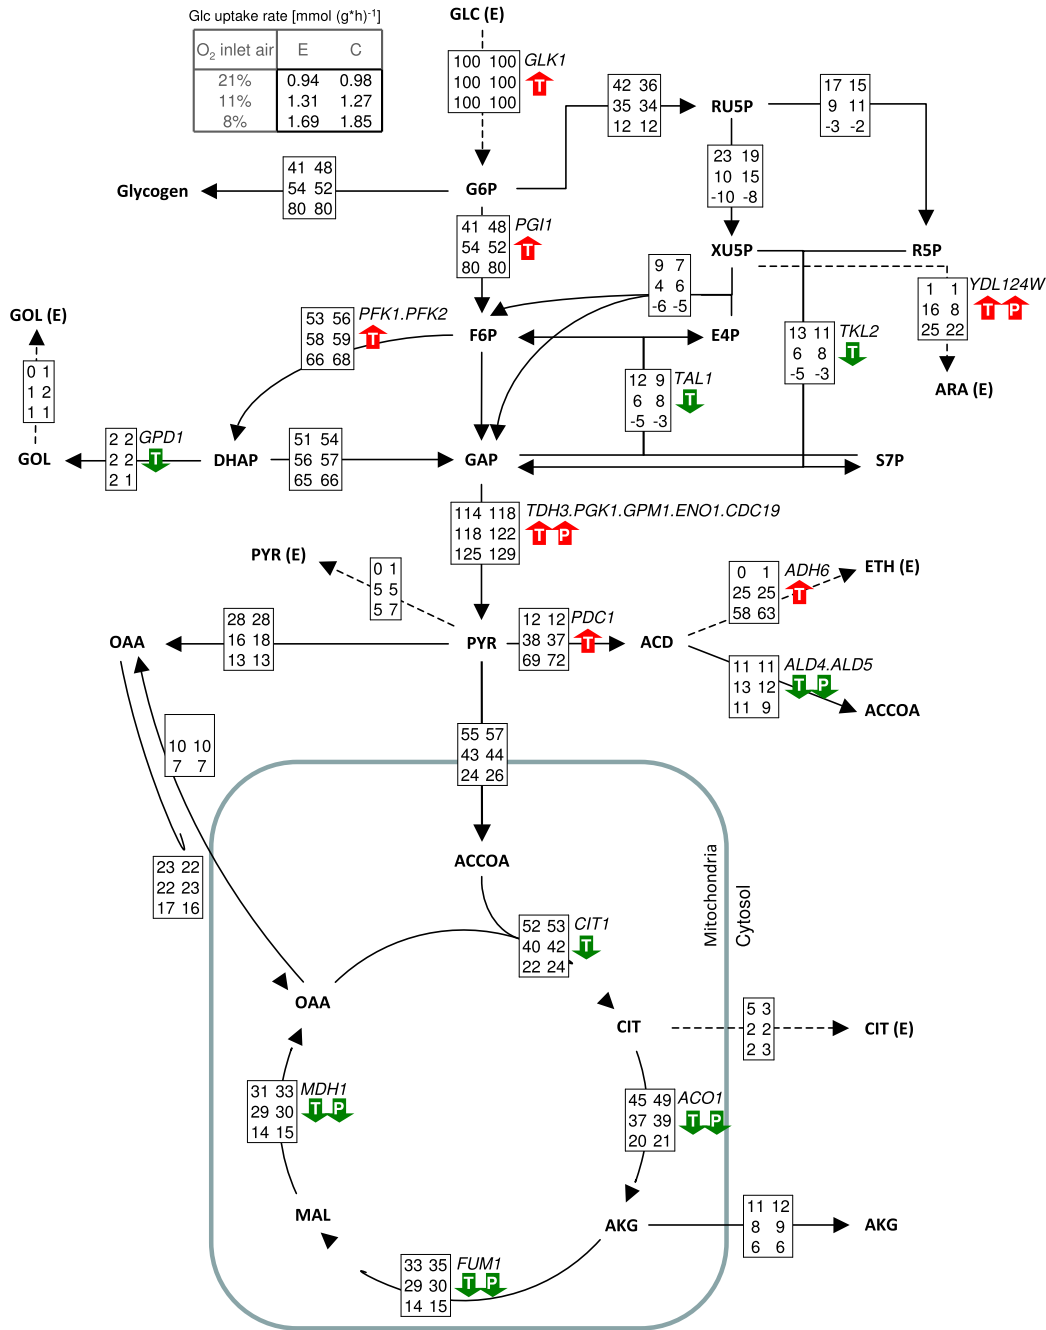 Glc uptake rate [mmol (g*h)-1]
O2 inlet air E C
21% 0.94 0.98
11% 1.31 1.27
8% 1.69 1.85
GLC (E)
100 100
100 100
100 100
GLK1
T
42 36
35 34
12 12
RU5P
17 15
9 11
-3 -2
23 19
10 15
-10 -8
41 48
54 52
80 80
Glycogen
G6P
41 48
54 52
80 80
PGI1
T
XU5P
R5P
9 7
4 6
-6 -5
1 1
16 8
25 22
YDL124W
T P
ARA (E)
GOL (E)
53 56
58 59
66 68
PFK1.PFK2
T
F6P
E4P
13 11
6 8
-5 -3
TKL2
T
0 1
1 2
1 1
12 9
6 8
-5 -3
TAL1
T
GOL
2 2
2 2
2 1
GPD1
T
DHAP
51 54
56 57
65 66
GAP
S7P
114 118
118 122
125 129
TDH3.PGK1.GPM1.ENO1.CDC19
T P
PYR (E)
0 1
5 5
5 7
0 1
25 25
58 63
ADH6
T
ETH (E)
OAA
28 28
16 18
13 13
PYR
12 12
38 37
69 72
PDC1
T
ACD
11 11
13 12
11 9
ALD4.ALD5
T P
ACCOA
10 10
7 7
55 57
43 44
24 26
ACCOA
Mitochondria
Cytosol
23 22
22 23
17 16
52 53
40 42
22 24
CIT1
T
OAA
CIT
5 3
2 2
2 3
CIT (E)
31 33
29 30
14 15
MDH1
T P
45 49
37 39
20 21
ACO1
T P
MAL
AKG
11 12
8 9
6 6
AKG
33 35
29 30
14 15
FUM1
T P